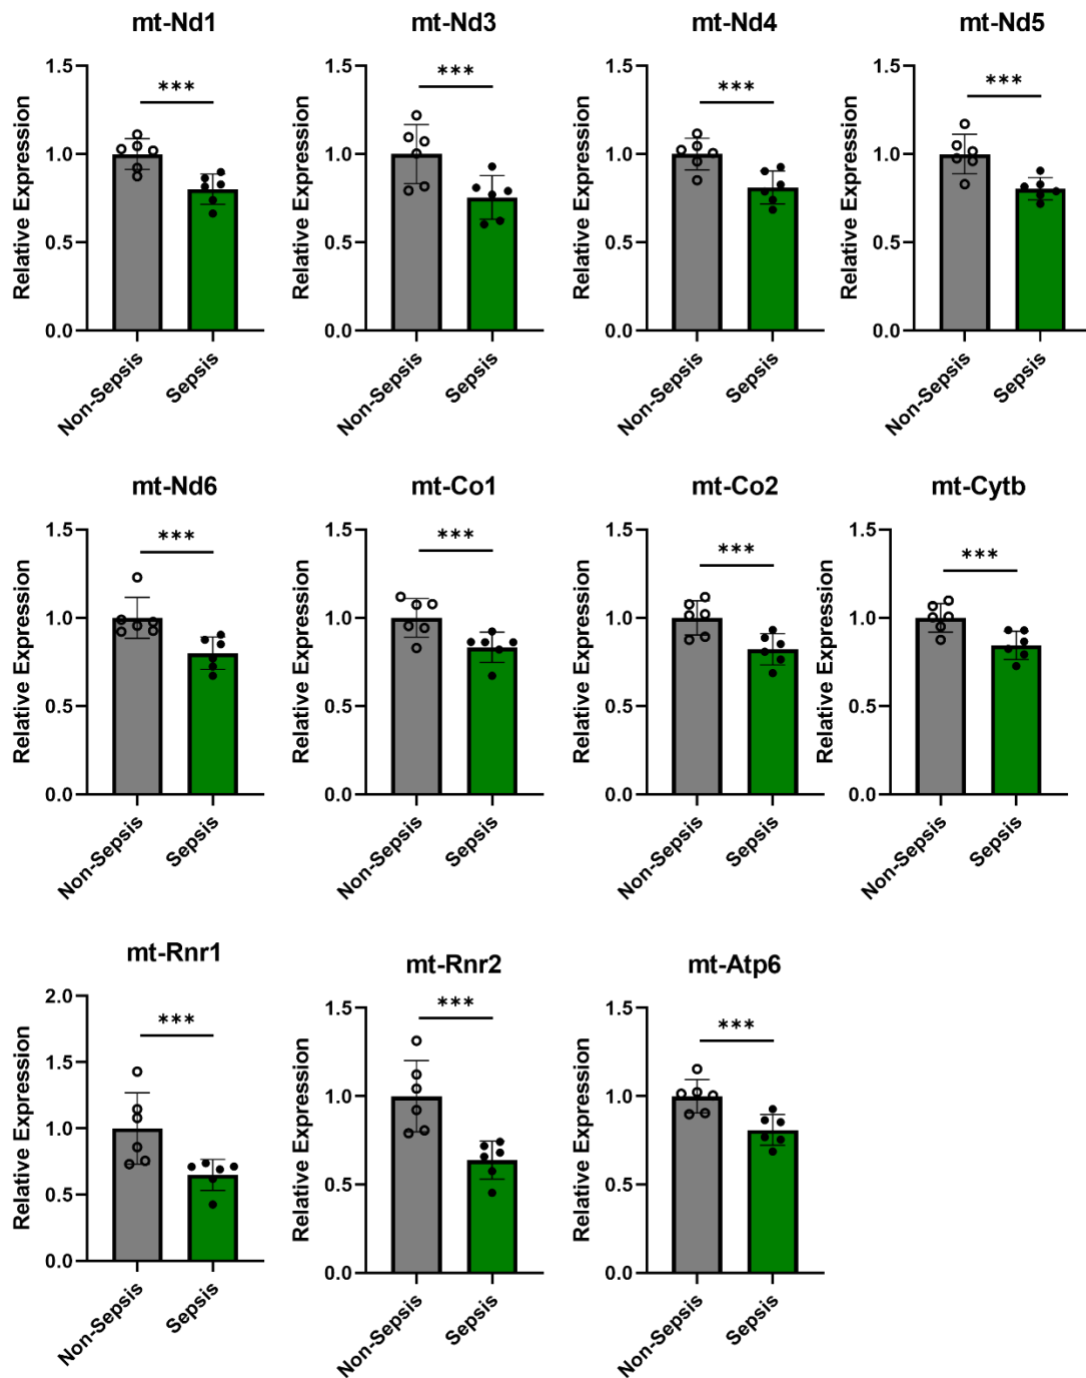 mt-Nd1 mt-Nd3 mt-Nd4 mt-Nd5
Relative Expression
1.5
1.0
0.5
0.0
***
Non-Sepsis
Sepsis
Relative Expression
1.5
1.0
0.5
0.0
***
Non-Sepsis
Sepsis
Relative Expression
1.5
1.0
0.5
0.0
***
Non-Sepsis
Sepsis
Relative Expression
1.5
1.0
0.5
0.0
***
Non-Sepsis
Sepsis
mt-Nd6 mt-Co1 mt-Co2 mt-Cytb
Relative Expression
1.5
1.0
0.5
0.0
***
Non-Sepsis
Sepsis
Relative Expression
1.5
1.0
0.5
0.0
***
Non-Sepsis
Sepsis
Relative Expression
1.5
1.0
0.5
0.0
***
Non-Sepsis
Sepsis
Relative Expression
1.5
1.0
0.5
0.0
***
Non-Sepsis
Sepsis
mt-Rnr1 mt-Rnr2 mt-Atp6
Relative Expression
2.0
1.5
1.0
0.5
0.0
***
Non-Sepsis
Sepsis
Relative Expression
1.5
1.0
0.5
0.0
***
Non-Sepsis
Sepsis
Relative Expression
1.5
1.0
0.5
0.0
***
Non-Sepsis
Sepsis